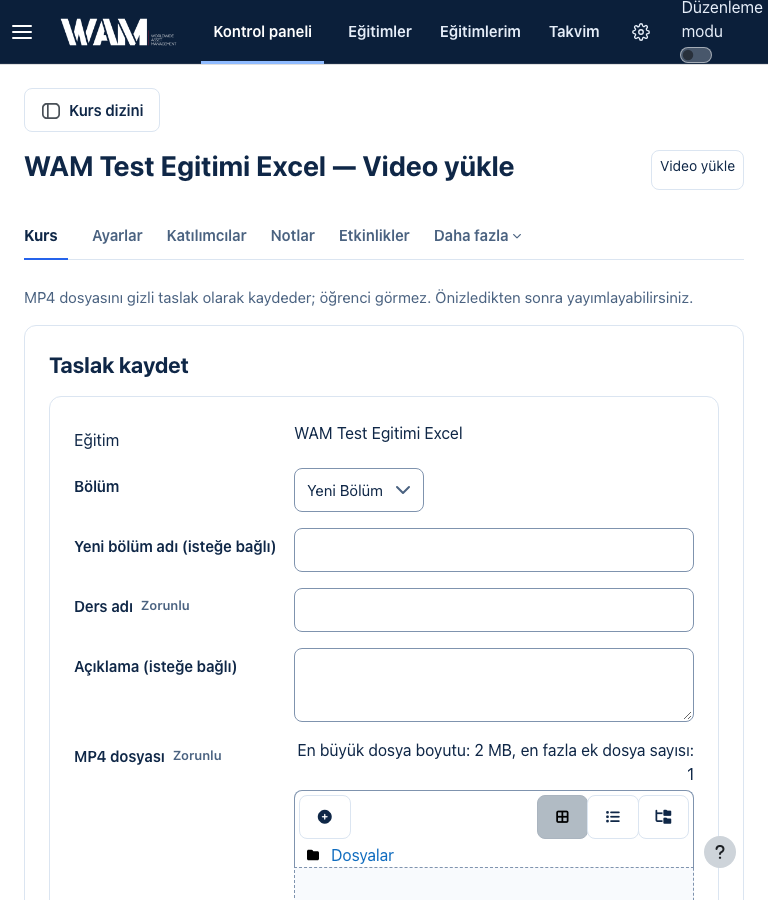 WAM
WORLDWIDE
ASSET
MANAGEMENT
Kontrol paneli
Eğitimler
Eğitimlerim
Takvim
Düzenleme
modu
Kurs dizini
WAM Test Egitimi Excel — Video yükle
Video yükle
Kurs
Ayarlar
Katılımcılar
Notlar
Etkinlikler
Daha fazla
MP4 dosyasını gizli taslak olarak kaydeder; öğrenci görmez. Önizledikten sonra yayımlayabilirsiniz.
Taslak kaydet
Eğitim
WAM Test Egitimi Excel
Bölüm
Yeni Bölüm
Yeni bölüm adı (isteğe bağlı)
Ders adı Zorunlu
Açıklama (isteğe bağlı)
MP4 dosyası Zorunlu
En büyük dosya boyutu: 2 MB, en fazla ek dosya sayısı:
1
Dosyalar
?